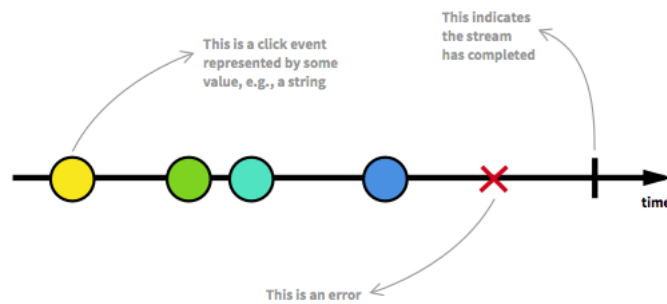 This is a click event
represented by some
value, e.g., a string
This indicates
the stream
has completed
time
This is an error